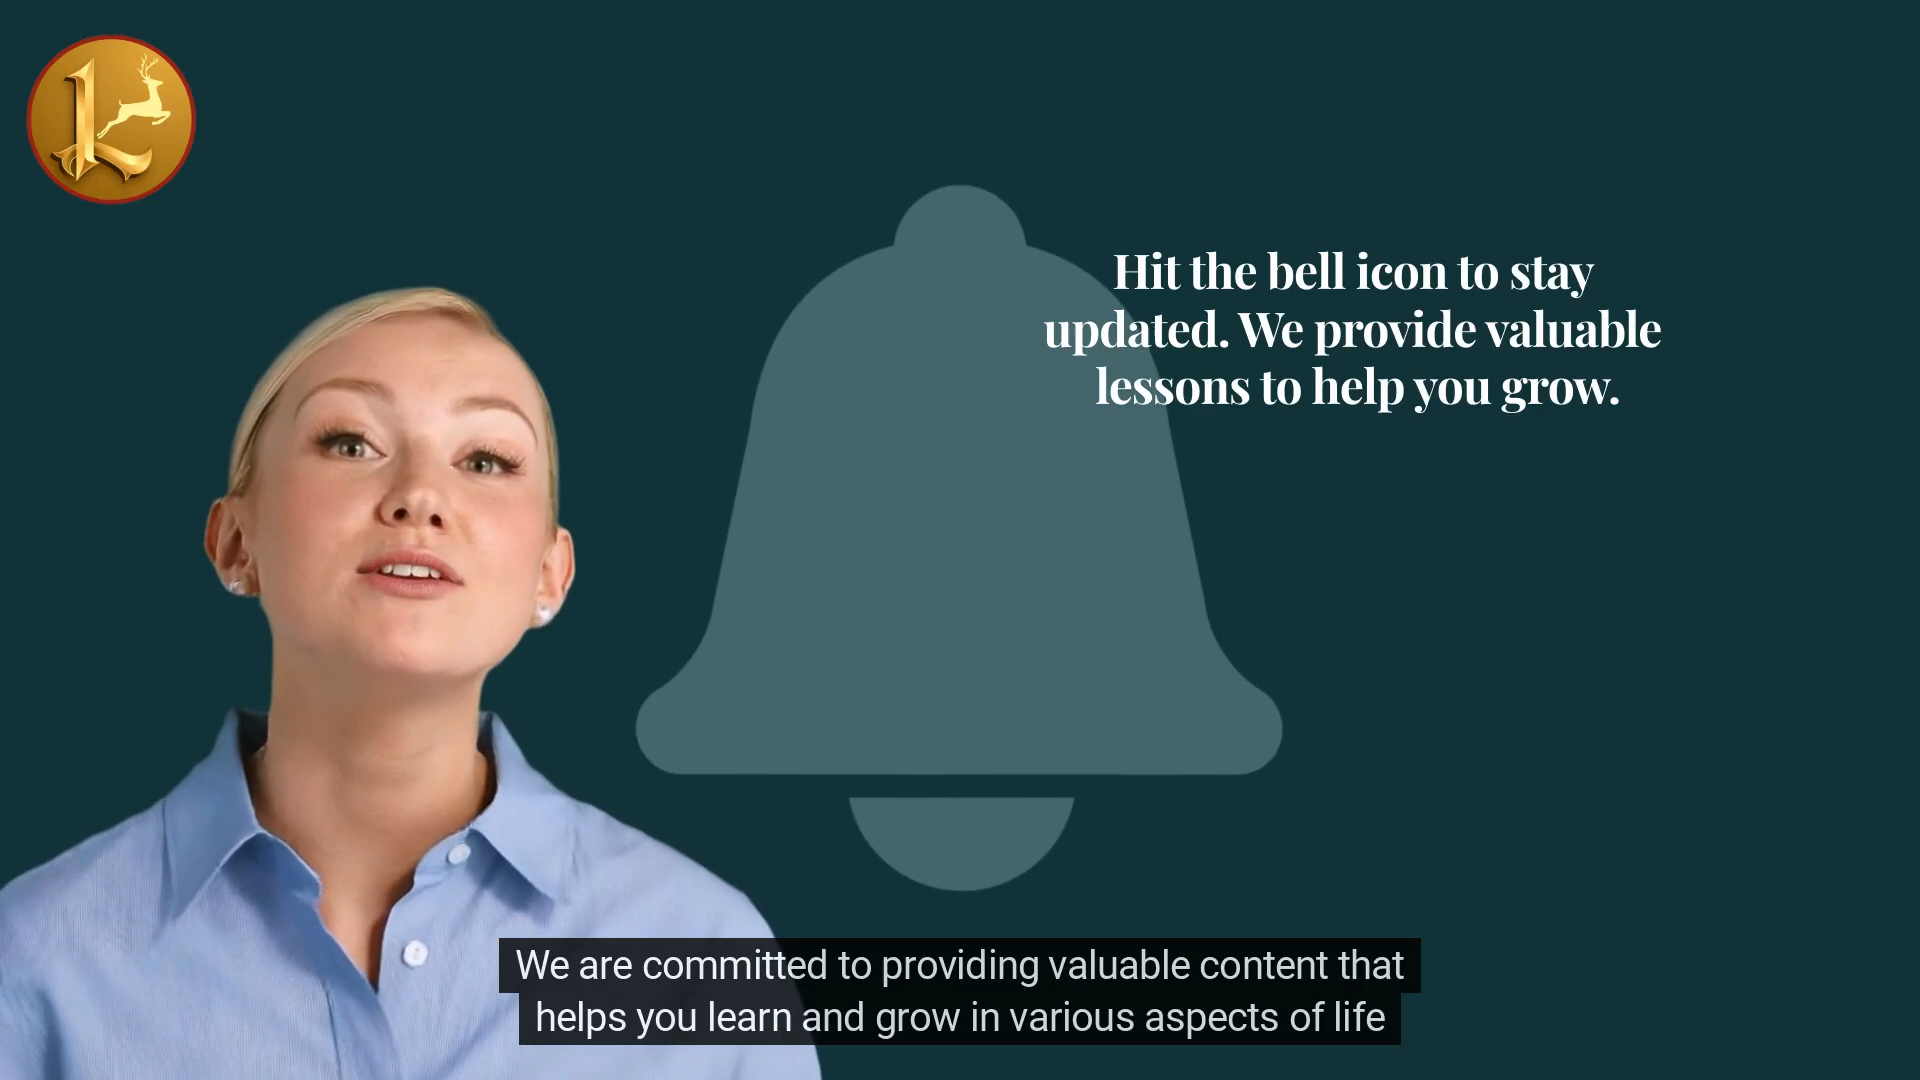 L
Hit the bell icon to stay
updated. We provide valuable
lessons to help you grow.
We are committed to providing valuable content that
helps you learn and grow in various aspects of life